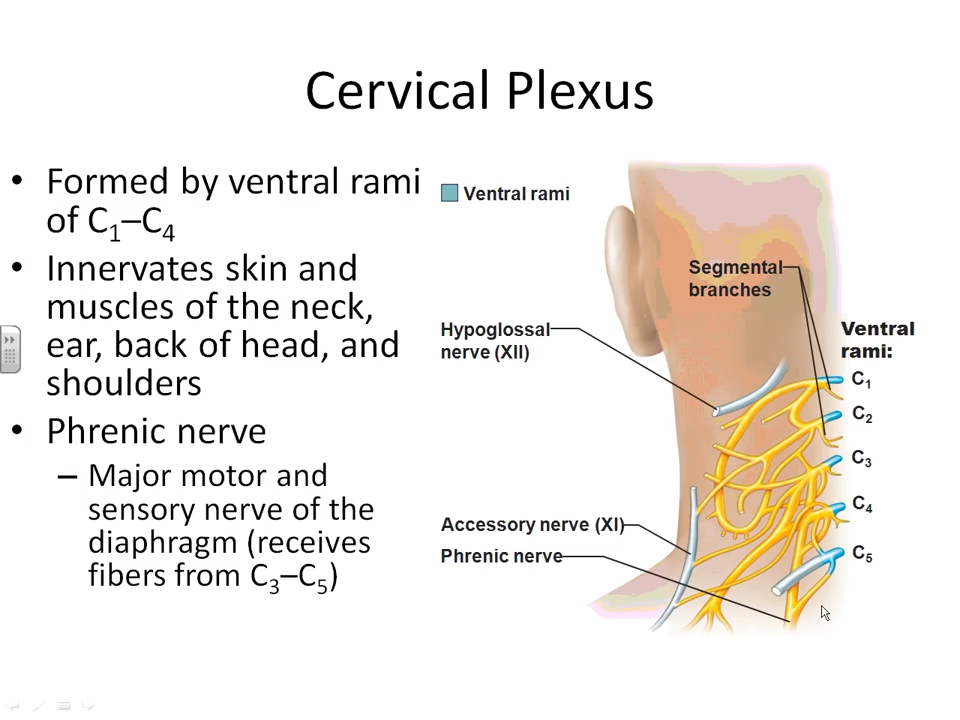 Cervical Plexus
• Formed by ventral rami
of C₁–C₄
• Innervates skin and
muscles of the neck,
ear, back of head, and
shoulders
• Phrenic nerve
– Major motor and
sensory nerve of the
diaphragm (receives
fibers from C₃–C₅)
Ventral rami
Segmental
branches
Hypoglossal
nerve (XII)
Ventral
rami:
C₁
C₂
C₃
C₄
C₅
Accessory nerve (XI)
Phrenic nerve